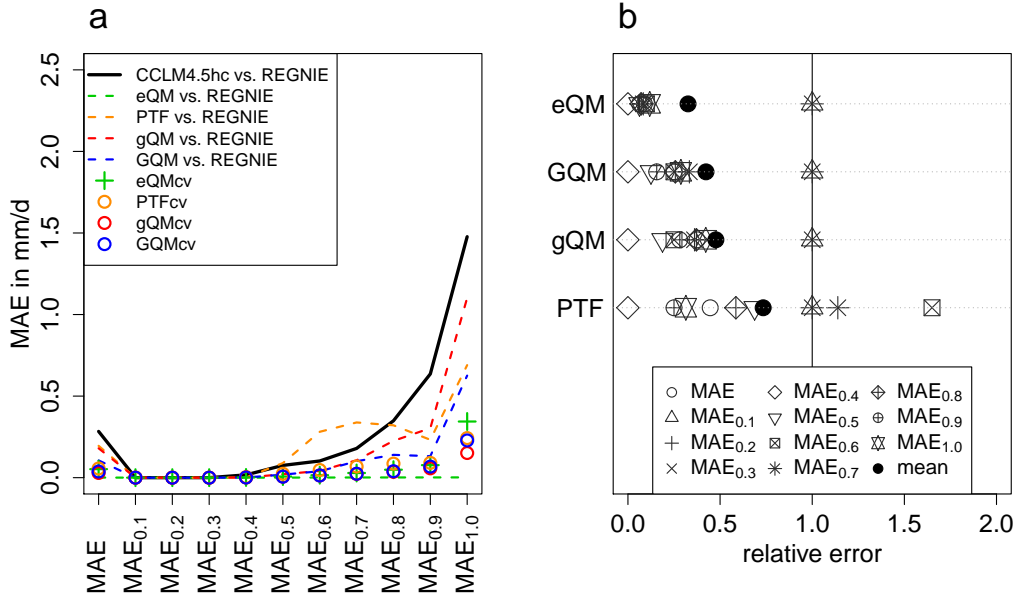 a
MAE in mm/d
2.5
2.0
1.5
1.0
0.5
0.0
CCLM4.5hc vs. REGNIE
eQM vs. REGNIE
PTF vs. REGNIE
gQM vs. REGNIE
GQM vs. REGNIE
eQMcv
PTFcv
gQMcv
GQMcv
MAE
MAE0.1
MAE0.2
MAE0.3
MAE0.4
MAE0.5
MAE0.6
MAE0.7
MAE0.8
MAE0.9
MAE1.0
b
eQM
GQM
gQM
PTF
MAE
MAE0.1
MAE0.2
MAE0.3
MAE0.4
MAE0.5
MAE0.6
MAE0.7
MAE0.8
MAE0.9
MAE1.0
mean
0.0 0.5 1.0 1.5 2.0
relative error